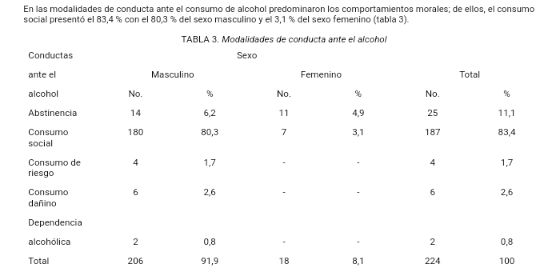 En las modalidades de conducta ante el consumo de alcohol predominaron los comportamientos morales; de ellos, el consumo
social presentó el 83,4 % con el 80,3 % del sexo masculino y el 3,1 % del sexo femenino (tabla 3).
TABLA 3. Modalidades de conducta ante el alcohol
Conductas Sexo
ante el Masculino Femenino Total
alcohol No. % No. % No. %
Abstinencia 14 6,2 11 4,9 25 11,1
Consumo 180 80,3 7 3,1 187 83,4
social
Consumo de 4 1,7 - - 4 1,7
riesgo
Consumo 6 2,6 - - 6 2,6
dañino
Dependencia
alcohólica 2 0,8 - - 2 0,8
Total 206 91,9 18 8,1 224 100